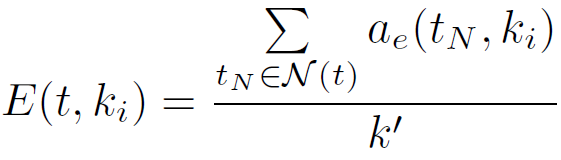 E(t, k_i) = \frac{\sum_{t_N \in \mathcal{N}(t)} a_e(t_N, k_i)}{k'}